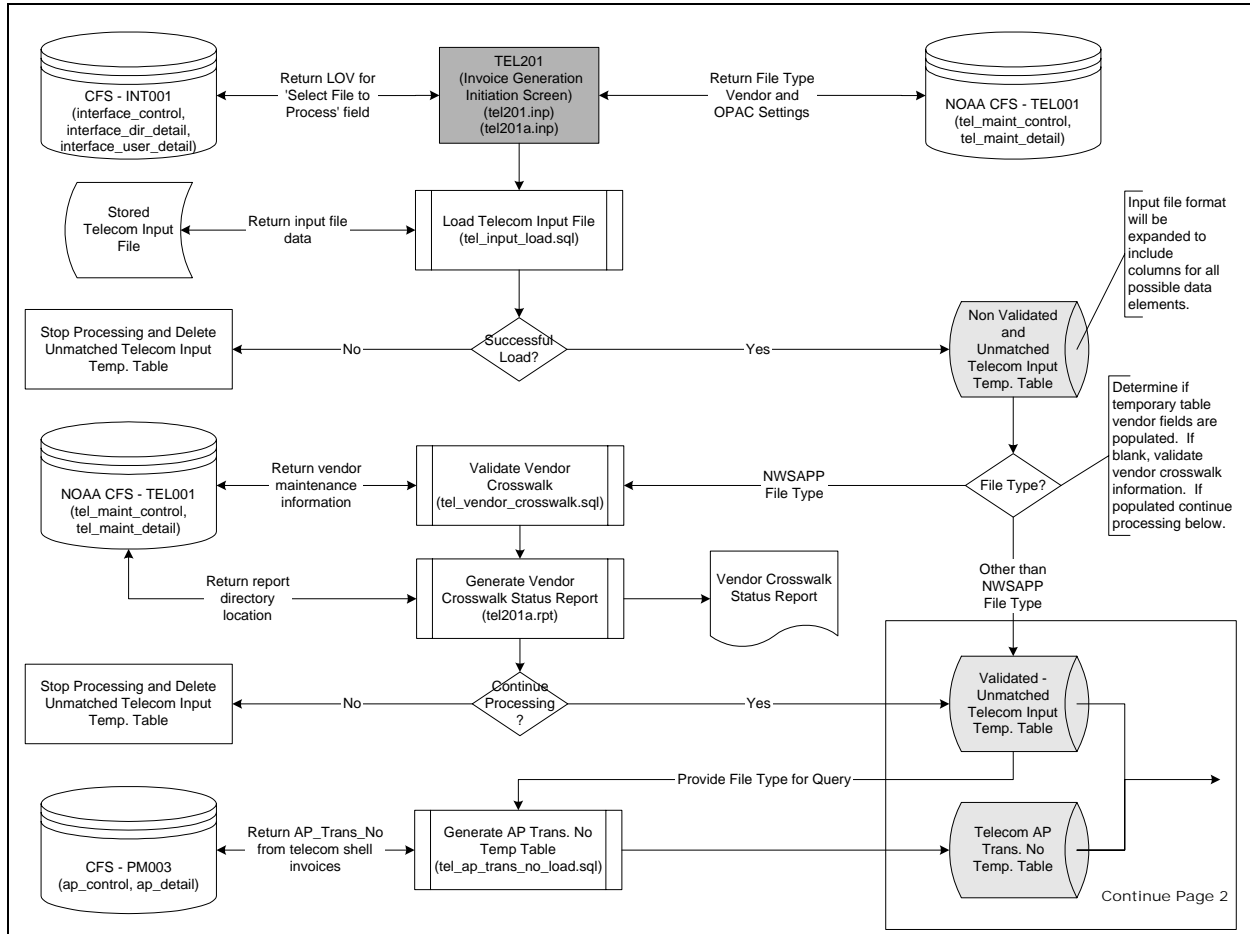 CFS - INT001
(interface_control,
interface_dir_detail,
interface_user_detail)
Return LOV for
'Select File to
Process' field
TEL201
(Invoice Generation
Initiation Screen)
(tel201.inp)
(tel201a.inp)
Return File Type
Vendor and
OPAC Settings
NOAA CFS - TEL001
(tel_maint_control,
tel_maint_detail)
Stored
Telecom Input
File
Return input file
data
Load Telecom Input File
(tel_input_load.sql)
Input file format
will be
expanded to
include
columns for all
possible data
elements.
Stop Processing and Delete
Unmatched Telecom Input
Temp. Table
No
Successful
Load?
Yes
Non Validated
and
Unmatched
Telecom Input
Temp. Table
Determine if
temporary table
vendor fields are
populated. If
blank, validate
vendor crosswalk
information. If
populated continue
processing below.
NOAA CFS - TEL001
(tel_maint_control,
tel_maint_detail)
Return vendor
maintenance
information
Validate Vendor
Crosswalk
(tel_vendor_crosswalk.sql)
NWSAPP
File Type
File Type?
Return report
directory
location
Generate Vendor
Crosswalk Status Report
(tel201a.rpt)
Vendor Crosswalk
Status Report
Other than
NWSAPP
File Type
Stop Processing and Delete
Unmatched Telecom Input
Temp. Table
No
Continue
Processing
?
Yes
Validated -
Unmatched
Telecom Input
Temp. Table
Provide File Type for Query
CFS - PM003
(ap_control, ap_detail)
Return AP_Trans_No
from telecom shell
invoices
Generate AP Trans. No
Temp Table
(tel_ap_trans_no_load.sql)
Telecom AP
Trans. No
Temp. Table
Continue Page 2